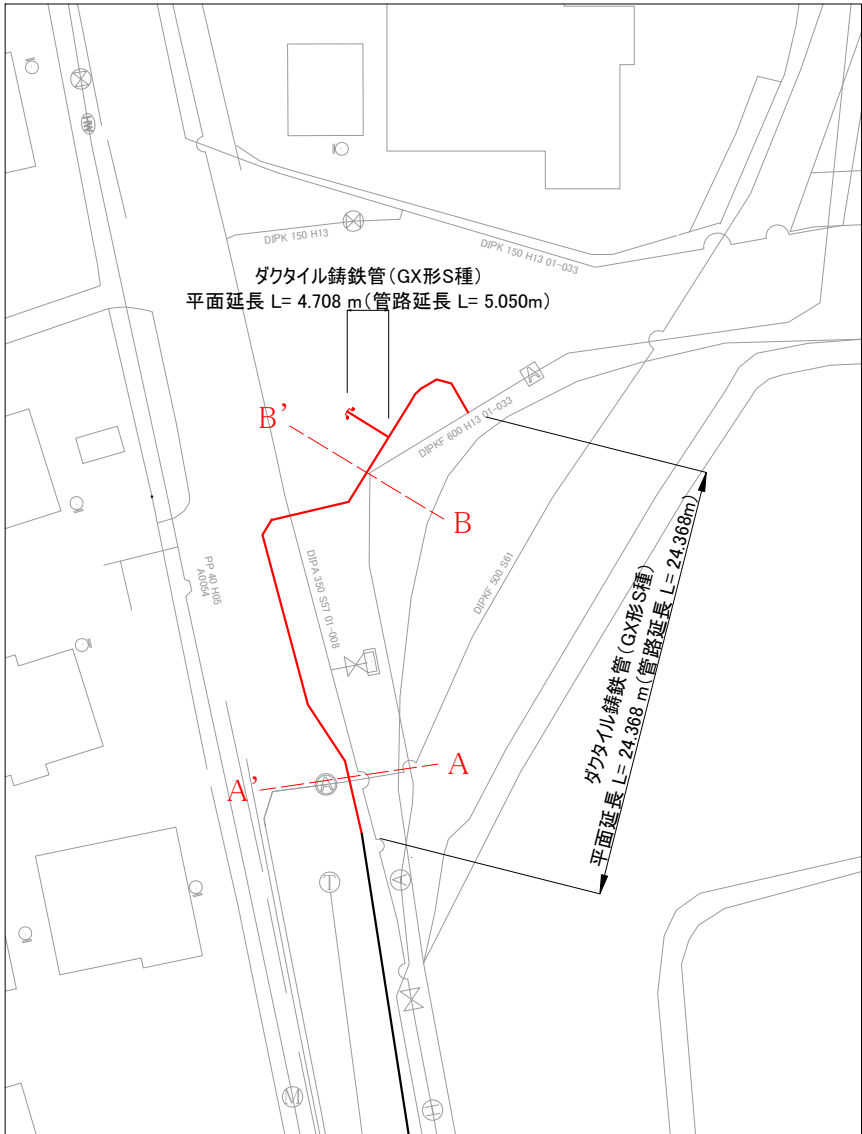 DIPK 150 H13
DIPK 150 H13 01-033
ダクタイル鋳鉄管(GX形S種)
平面延長 L= 4.708 m(管路延長 L= 5.050m)
B'
DIPKF 600 H13 01-033
B
DIPA 350 S57 01-008
DIPKF 500 S61
PP 40 H05
A0054
ダクタイル鋳鉄管(GX形S種)
平面延長 L= 24.368 m(管路延長 L= 24.368m)
A
A'
A
T
A
M
H